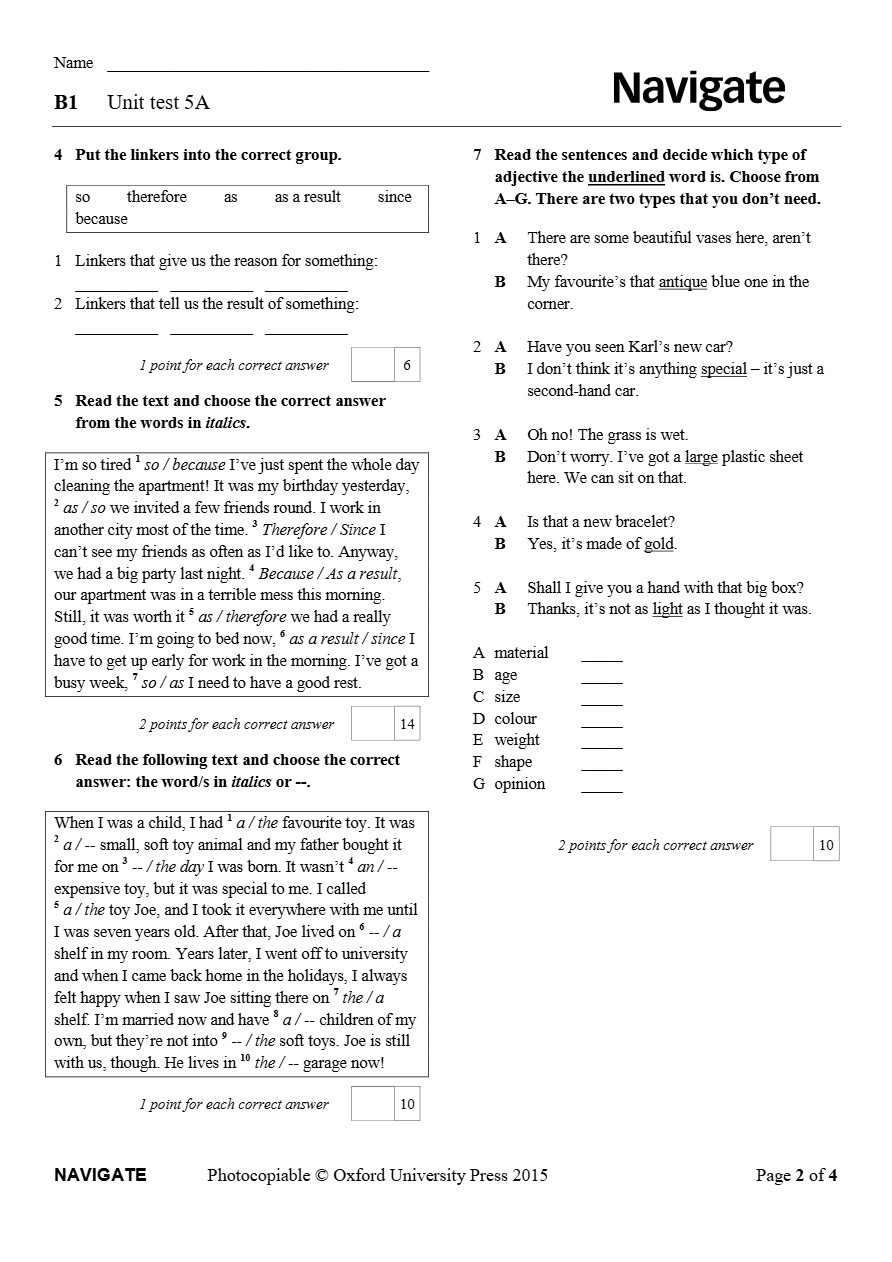 Name
Navigate
B1 Unit test 5A
4 Put the linkers into the correct group.
so therefore as as a result since
because
1 Linkers that give us the reason for something:
__________ __________ __________
2 Linkers that tell us the result of something:
__________ __________ __________
1 point for each correct answer 6
5 Read the text and choose the correct answer
from the words in italics.
I’m so tired 1 so / because I’ve just spent the whole day
cleaning the apartment! It was my birthday yesterday,
2 as / so we invited a few friends round. I work in
another city most of the time. 3 Therefore / Since I
can’t see my friends as often as I’d like to. Anyway,
we had a big party last night. 4 Because / As a result,
our apartment was in a terrible mess this morning.
Still, it was worth it 5 as / therefore we had a really
good time. I’m going to bed now, 6 as a result / since I
have to get up early for work in the morning. I’ve got a
busy week, 7 so / as I need to have a good rest.
2 points for each correct answer 14
6 Read the following text and choose the correct
answer: the word/s in italics or --.
When I was a child, I had 1 a / the favourite toy. It was
2 a / -- small, soft toy animal and my father bought it
for me on 3 -- / the day I was born. It wasn’t 4 an / --
expensive toy, but it was special to me. I called
5 a / the toy Joe, and I took it everywhere with me until
I was seven years old. After that, Joe lived on 6 -- / a
shelf in my room. Years later, I went off to university
and when I came back home in the holidays, I always
felt happy when I saw Joe sitting there on 7 the / a
shelf. I’m married now and have 8 a / -- children of my
own, but they’re not into 9 -- / the soft toys. Joe is still
with us, though. He lives in 10 the / -- garage now!
1 point for each correct answer 10
7 Read the sentences and decide which type of
adjective the underlined word is. Choose from
A–G. There are two types that you don’t need.
1 A There are some beautiful vases here, aren’t
there?
B My favourite’s that antique blue one in the
corner.
2 A Have you seen Karl’s new car?
B I don’t think it’s anything special – it’s just a
second-hand car.
3 A Oh no! The grass is wet.
B Don’t worry. I’ve got a large plastic sheet
here. We can sit on that.
4 A Is that a new bracelet?
B Yes, it’s made of gold.
5 A Shall I give you a hand with that big box?
B Thanks, it’s not as light as I thought it was.
A material _____
B age _____
C size _____
D colour _____
E weight _____
F shape _____
G opinion _____
2 points for each correct answer 10
NAVIGATE Photocopiable © Oxford University Press 2015 Page 2 of 4